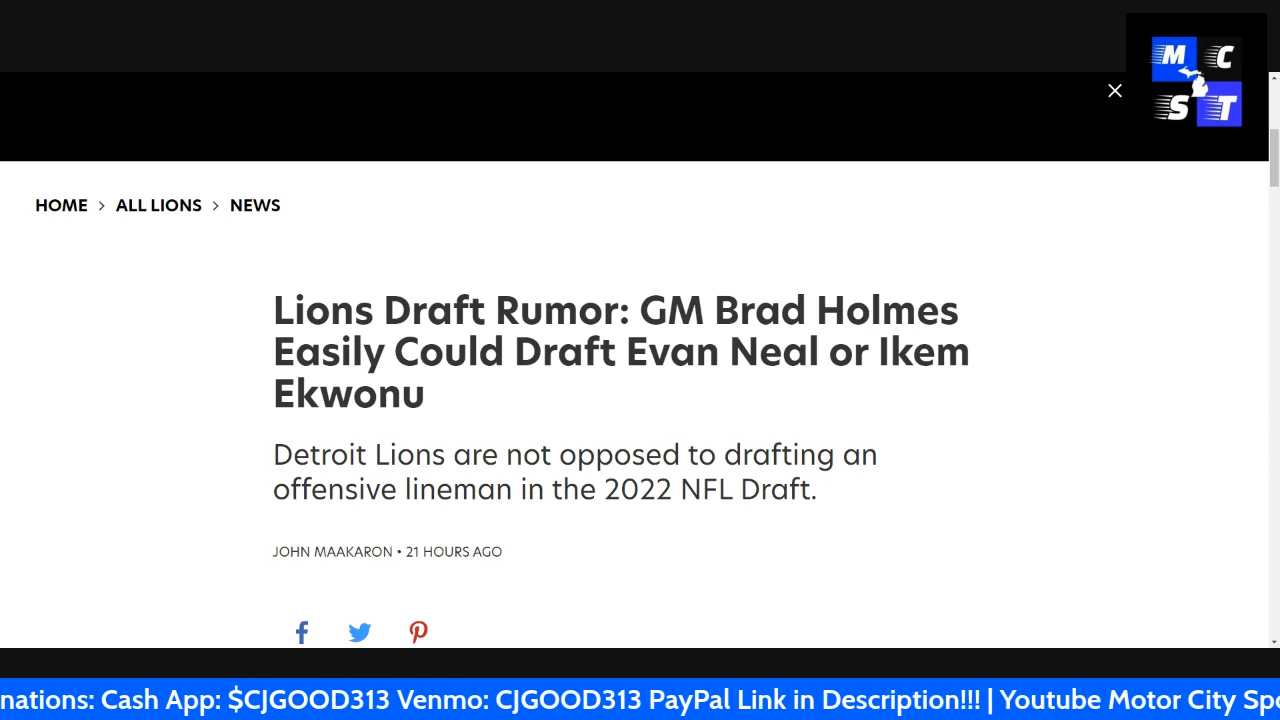 M C
S T
HOME > ALL LIONS > NEWS
Lions Draft Rumor: GM Brad Holmes
Easily Could Draft Evan Neal or Ikem
Ekwonu
Detroit Lions are not opposed to drafting an
offensive lineman in the 2022 NFL Draft.
JOHN MAAKARON • 21 HOURS AGO
nations: Cash App: $CJGOOD313 Venmo: CJGOOD313 PayPal Link in Description!!! | Youtube Motor City Spo